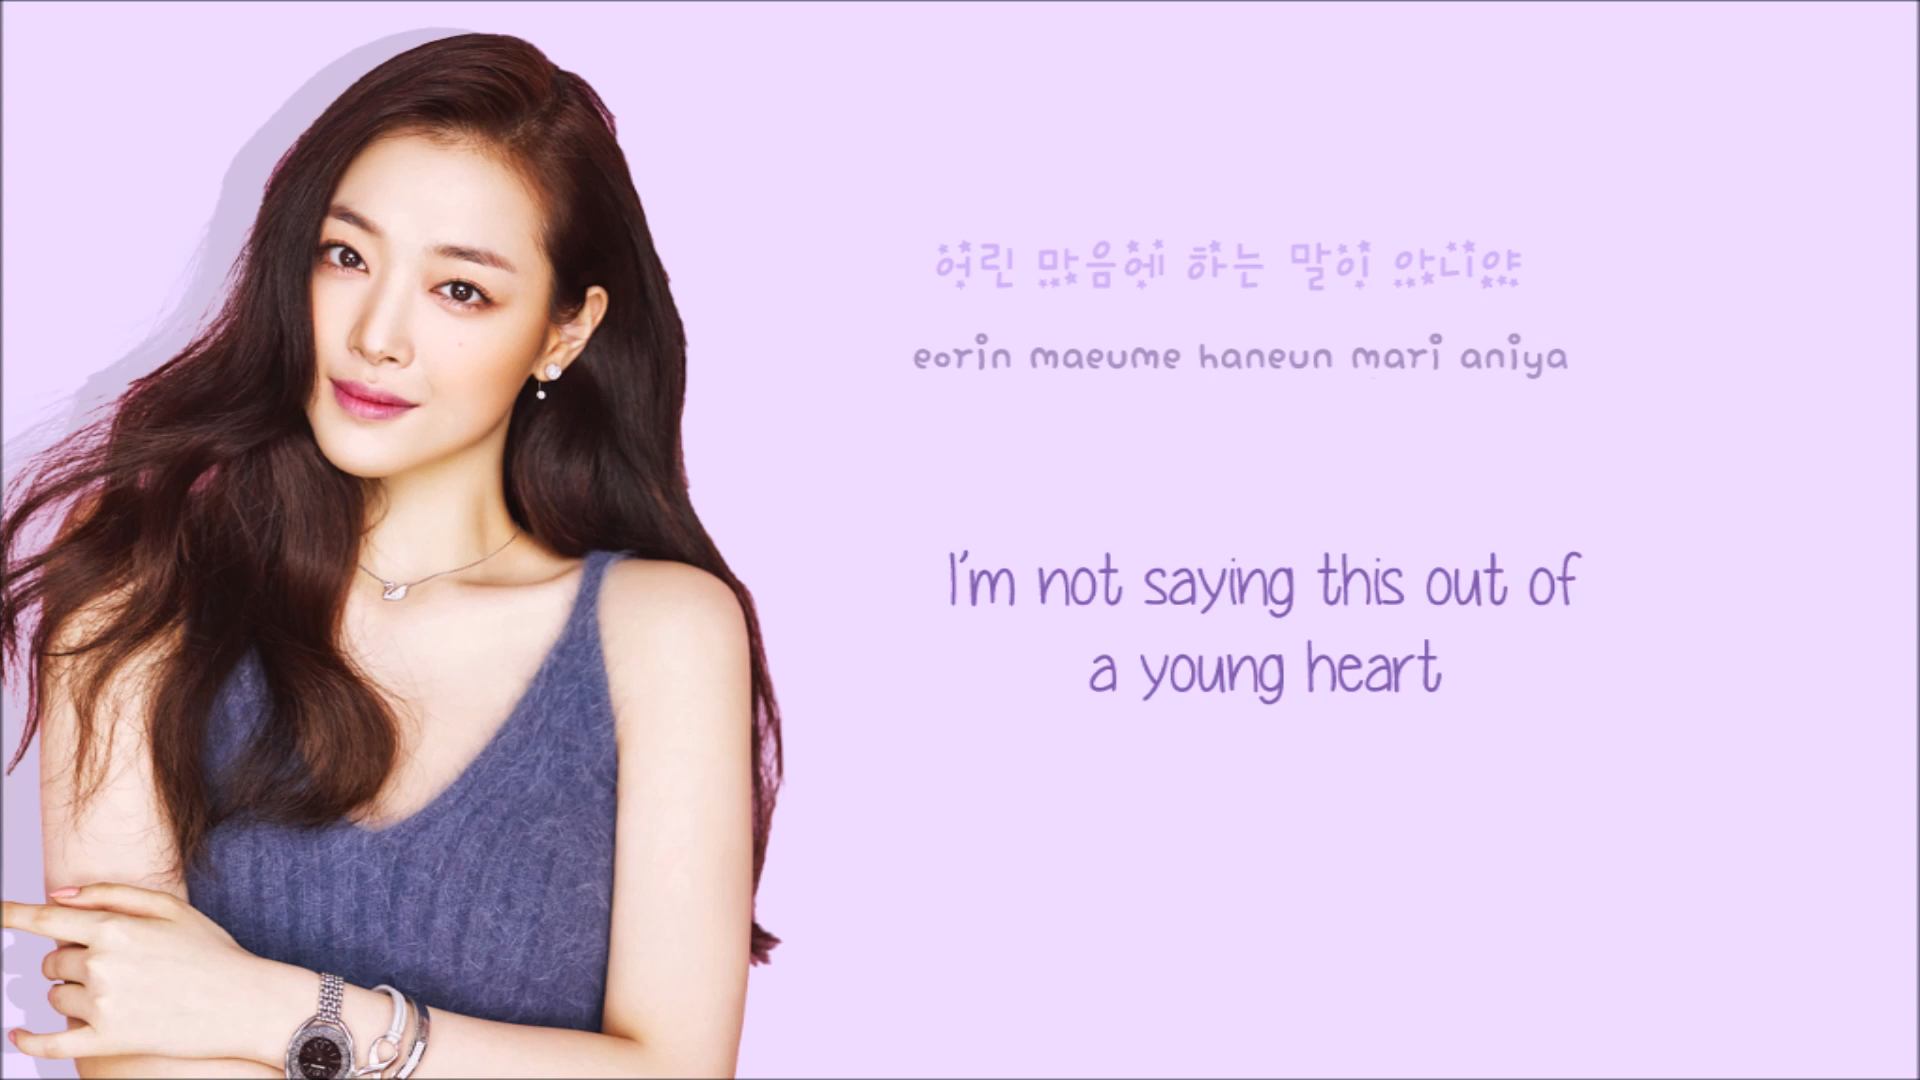 어린 맘음에 하는 말이 아니야
eorin maeume haneun mari aniya
I'm not saying this out of
a young heart